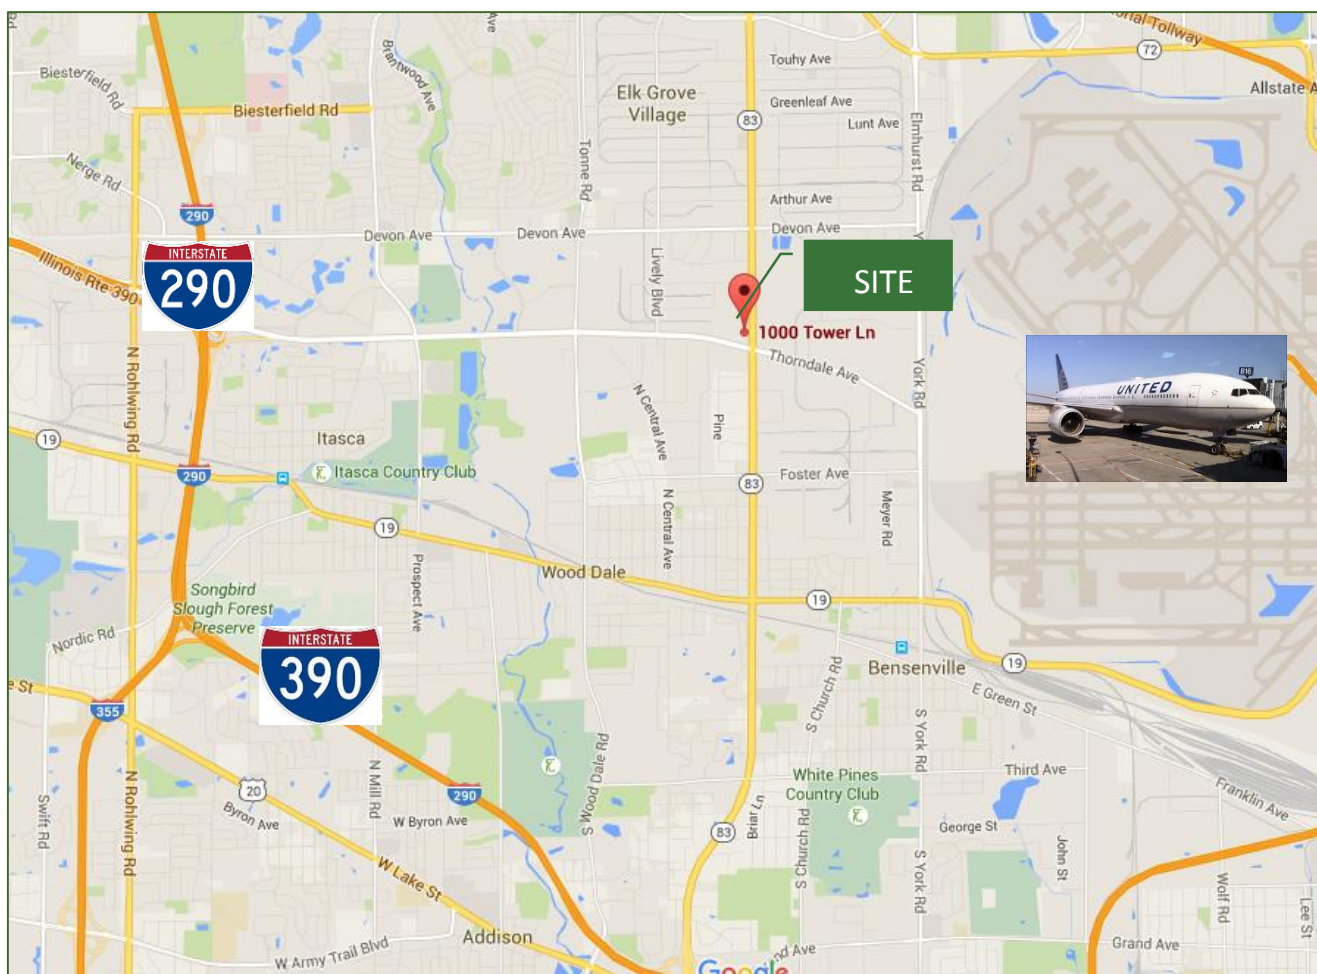 Rd
Biesterfield Rd
Brantwood Ave
Ave
Tollway
72
Touhy Ave
Allstate A
Elk Grove
Village
Greenleaf Ave
Biesterfield Rd
83
Lunt Ave
Elmhurst Rd
Tonne Rd
Nerge Rd
Arthur Ave
290
Devon Ave
Devon Ave
Devon Ave
Illinois Rte 390
INTERSTATE
290
Lively Blvd
SITE
1000 Tower Ln
Thorndale Ave
York Rd
N Rohlwing Rd
B16
UNITED
N Central Ave
Pine
19
Itasca
Itasca Country Club
290
Foster Ave
83
19
N Central Ave
Meyer Rd
Prospect Ave
Wood Dale
19
Songbird
Slough Forest
Preserve
Nordic Rd
INTERSTATE
390
Bensenville
19
E Green St
S Church Rd
e St
355
S York Rd
S Wood Dale Rd
N Rohlwing Rd
N Mill Rd
20
290
Third Ave
White Pines
Country Club
Franklin Ave
Swift Rd
Byron Ave
W Byron Ave
Briar Ln
83
S Church Rd
George St
John St
W Lake St
S York Rd
Wolf Rd
Lee St
Addison
W Army Trail Blvd
nd Ave
Grand Ave
Google